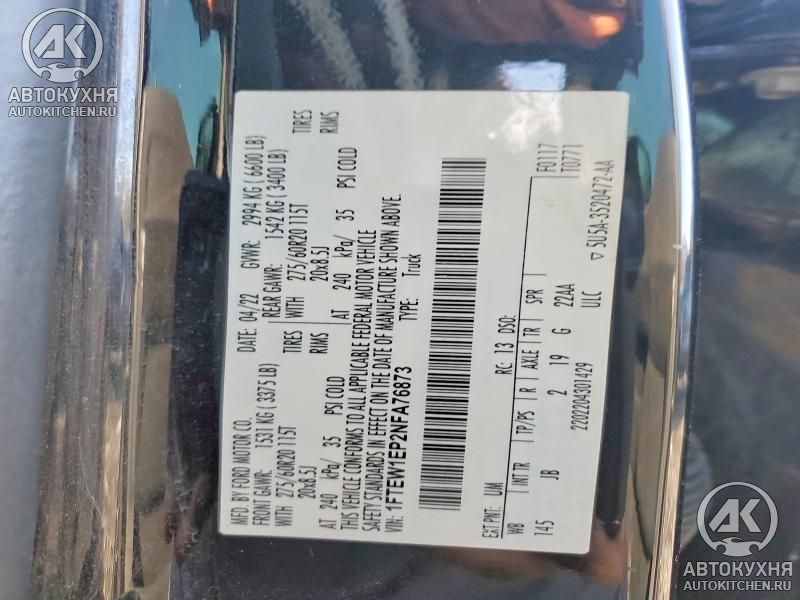 АК
АВТОКУХНЯ
AUTOKITCHEN.RU
MFD. BY FORD MOTOR CO.
DATE: 04/22 GVWR: 2994 KG (6600 LB)
FRONT GAWR: 1531 KG (3375 LB) REAR GAWR: 1542 KG (3400 LB)
WITH 275/60R20 115T TIRES WITH 275/60R20 115T TIRES
20x8.5J RIMS 20x8.5J RIMS
AT 240 kPa/ 35 PSI COLD AT 240 kPa/ 35 PSI COLD
THIS VEHICLE CONFORMS TO ALL APPLICABLE FEDERAL MOTOR VEHICLE
SAFETY STANDARDS IN EFFECT ON THE DATE OF MANUFACTURE SHOWN ABOVE.
VIN: 1FTEW1EP2NFA76873 TYPE: Truck
F0117
T0771
EXT PNT: UM RC: 13 DSO:
WB INT TR TP/PS R AXLE TR SPR
145 JB 2 19 G 22AA
2202204301429 ULC
▽ 5U5A-3520472-AA
АК
АВТОКУХНЯ
AUTOKITCHEN.RU